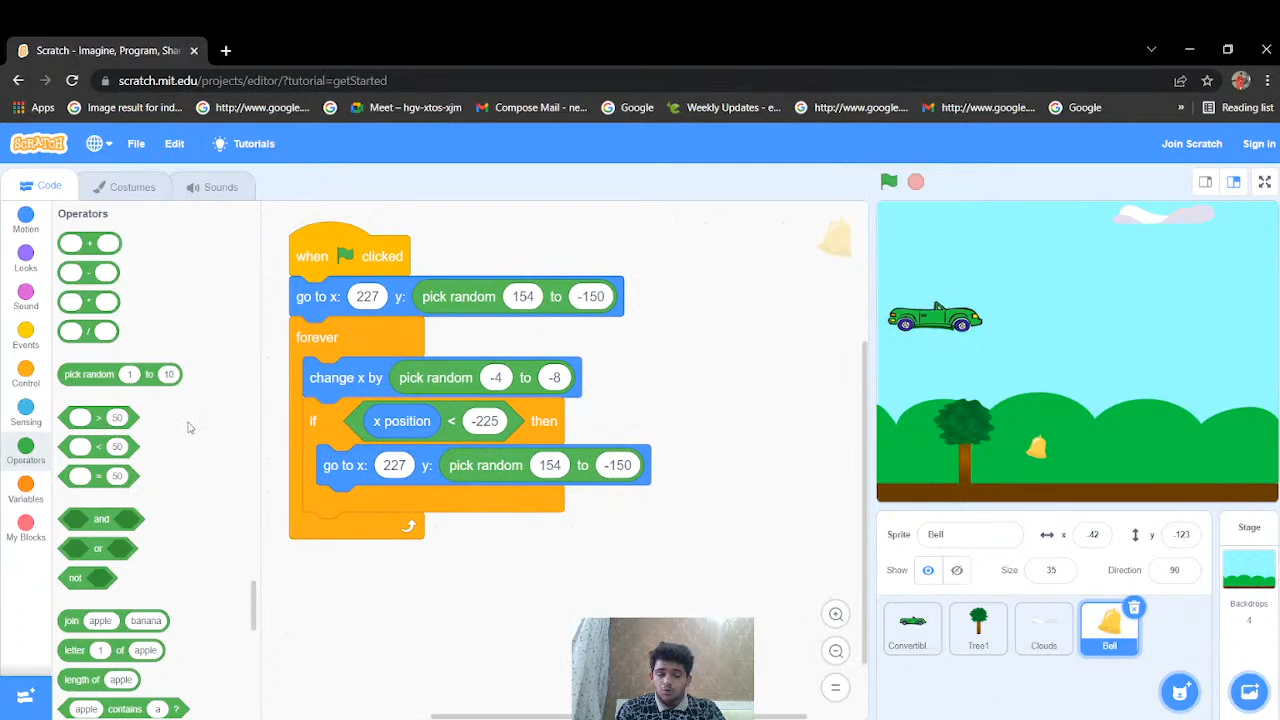 Scratch - Imagine, Program, Sha
scratch.mit.edu/projects/editor/?tutorial=getStarted
Apps Image result for ind... http://www.google.... Meet – hgv-xtos-xjm Compose Mail - ne... Google Weekly Updates - e... http://www.google.... http://www.google.... Google » Reading list
SCRATCH File Edit Tutorials Join Scratch Sign in
Code Costumes Sounds
Motion
Looks
Sound
Events
Control
Sensing
Operators
Variables
My Blocks
Operators
+
-
*
/
pick random 1 to 10
> 50
< 50
= 50
and
or
not
join apple banana
letter 1 of apple
length of apple
apple contains a ?
when clicked
go to x: 227 y: pick random 154 to -150
forever
change x by pick random -4 to -8
if x position < -225 then
go to x: 227 y: pick random 154 to -150
Sprite Bell x -42 y -123
Show Size 35 Direction 90
Convertibl...
Tree1
Clouds
Bell
Stage
Backdrops
4